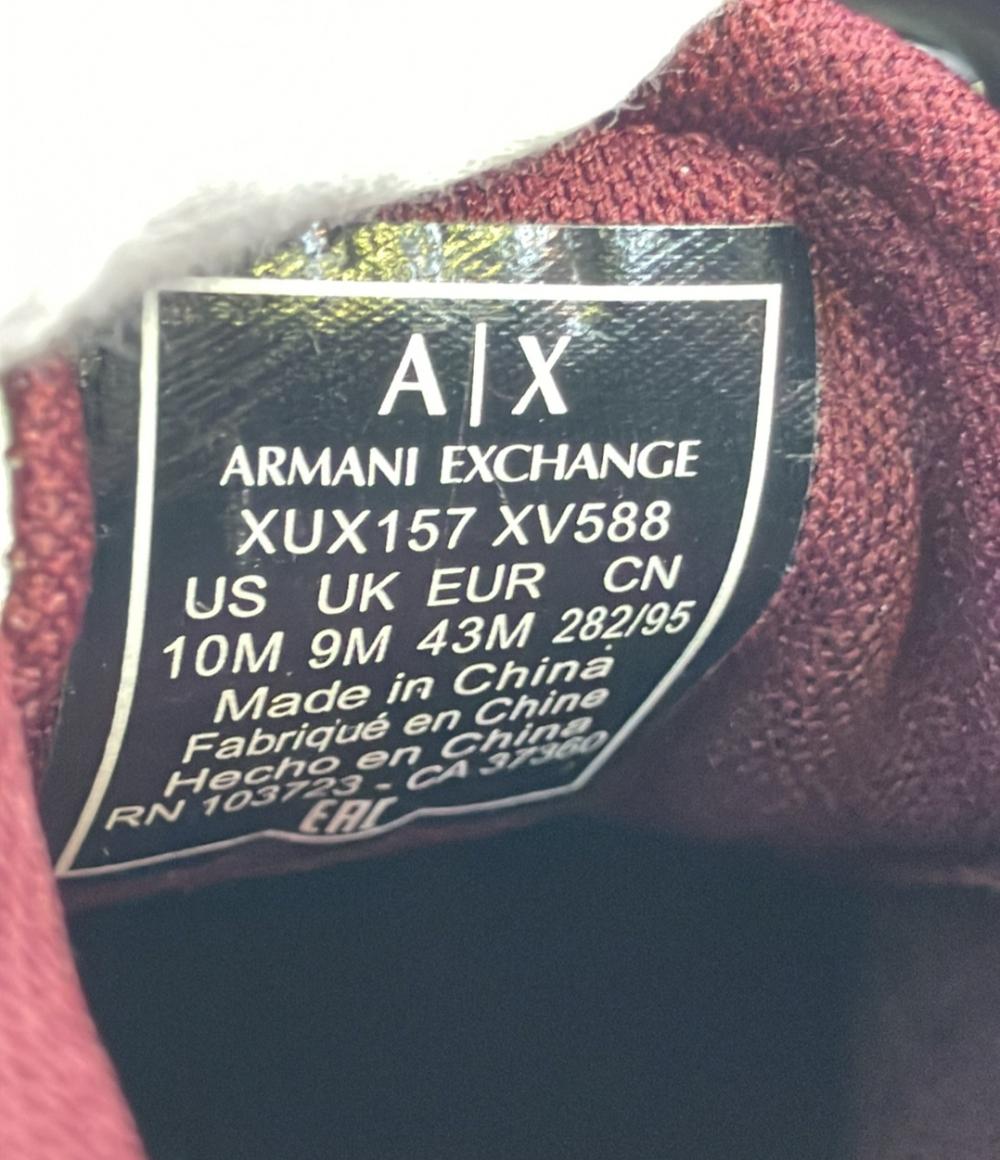 A|X
ARMANI EXCHANGE
XUX157 XV588
US UK EUR CN
10M 9M 43M 282/95
Made in China
Fabriqué en Chine
Hecho en China
RN 103723 - CA 37360
EAC